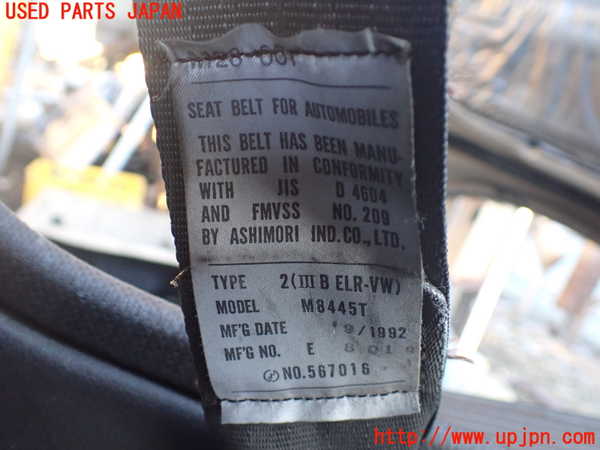 USED PARTS JAPAN
SEAT BELT FOR AUTOMOBILES
THIS BELT HAS BEEN MANU-
FACTURED IN CONFORMITY
WITH JIS D 4604
AND FMVSS NO. 209
BY ASHIMORI IND.CO.,LTD,
TYPE 2(III B ELR-VW)
MODEL M8445T
MF'G DATE 9/1992
MF'G NO. E 
NO.567016
http://www.upjpn.com/